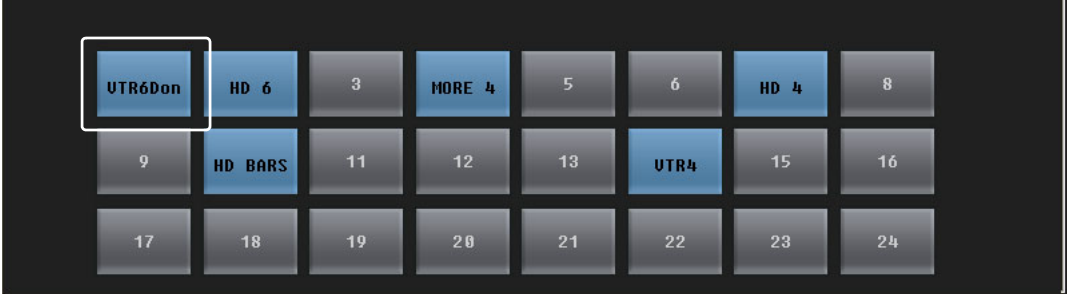 VTR6Don HD 6 3 MORE 4 5 6 HD 4 8
9 HD BARS 11 12 13 VTR4 15 16
17 18 19 20 21 22 23 24